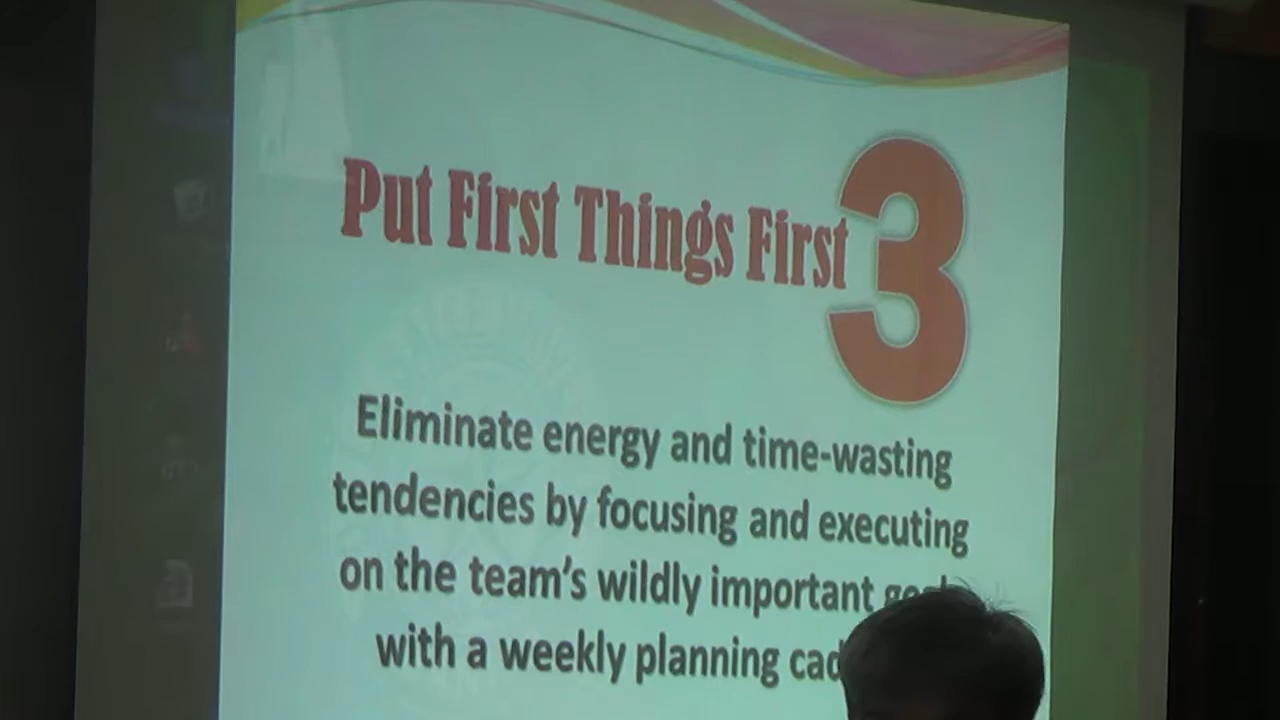 Put First Things First
3
Eliminate energy and time-wasting
tendencies by focusing and executing
on the team's wildly important
with a weekly planning